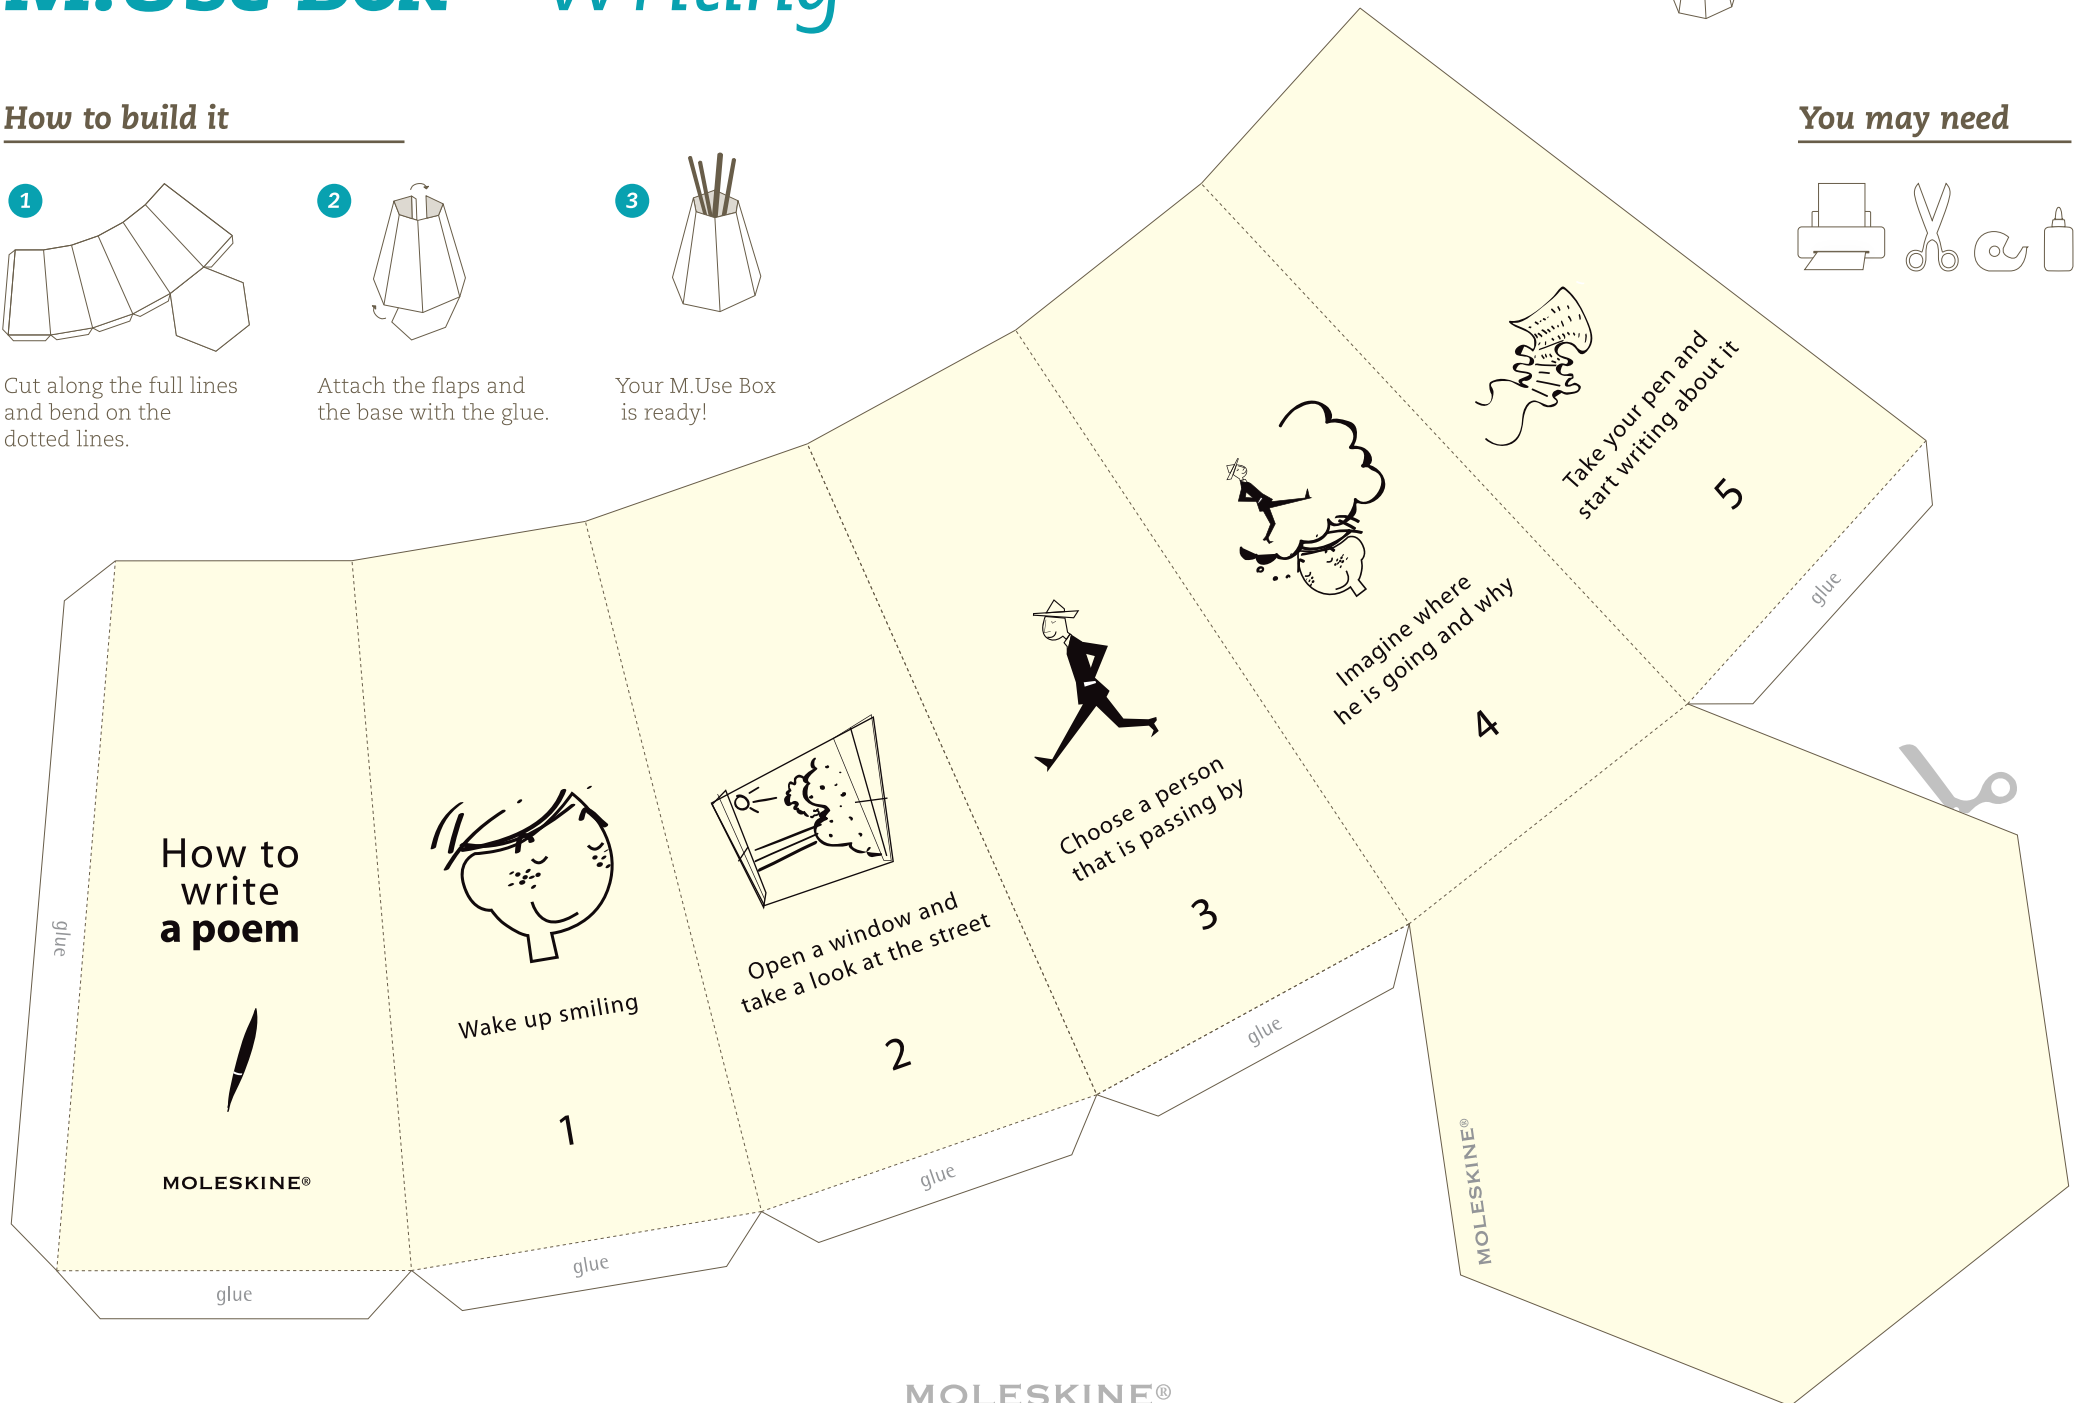 M.Use Box
Writing
How to build it
1
Cut along the full lines
and bend on the
dotted lines.
2
Attach the flaps and
the base with the glue.
3
Your M.Use Box
is ready!
You may need
glue
How to
write
a poem
MOLESKINE®
glue
Wake up smiling
1
glue
Open a window and
take a look at the street
2
glue
Choose a person
that is passing by
3
glue
Imagine where
he is going and why
4
Take your pen and
start writing about it
5
glue
MOLESKINE®
MOLESKINE®